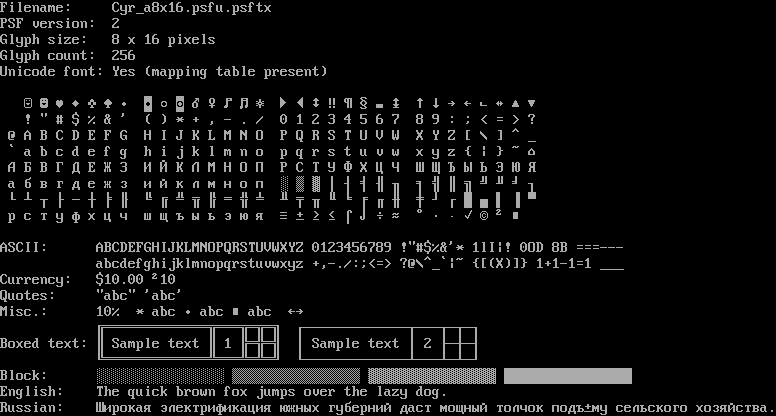 Filename:     Cyr_a8x16.psfu.psftx
PSF version:  2
Glyph size:   8 x 16 pixels
Glyph count:  256
Unicode font: Yes (mapping table present)
☺ ☻ ♥ ♦ ♣ ♠ • ◘ ○ ◙ ♂ ♀ ♪ ♫ ☼ ► ◄ ↕ ‼ ¶ § ▬ ↨ ↑ ↓ → ← ∟ ↔ ▲ ▼
! " # $ % & ' ( ) * + , - . / 0 1 2 3 4 5 6 7 8 9 : ; < = > ?
@ A B C D E F G H I J K L M N O P Q R S T U V W X Y Z [ \ ] ^ _
` a b c d e f g h i j k l m n o p q r s t u v w x y z { ¦ } ~ ⌂
А Б В Г Д Е Ж З И Й К Л М Н О П Р С Т У Ф Х Ц Ч Ш Щ Ъ Ы Ь Э Ю Я
а б в г д е ж з и й к л м н о п ░ ▒ ▓ │ ┤ ╡ ╢ ╖ ╕ ╣ ║ ╗ ╝ ╜ ╛ ┐
└ ┴ ┬ ├ ─ ┼ ╞ ╟ ╚ ╔ ╩ ╦ ╠ ═ ╬ ╧ ╨ ╤ ╥ ╙ ╘ ╒ ╓ ╫ ╪ ┘ ┌ █ ▄ ▌ ▐ ▀
р с т у ф х ц ч ш щ ъ ы ь э ю я ≡ ± ≥ ≤ ⌠ ⌡ ÷ ≈ ° ∙ · √ © ² ■
ASCII:        ABCDEFGHIJKLMNOPQRSTUVWXYZ 0123456789 !"#$%&'* 1lI¦! 0OD 8B ===---
abcdefghijklmnopqrstuvwxyz +,-./:;<=> ?@\^_`¦~ {[(X)]} 1+1-1=1 ___
Currency:     $10.00 ²10
Quotes:       "abc" 'abc'
Misc.:        10% * abc • abc ■ abc ↔
Boxed text:   Sample text 1 Sample text 2
Block:
English:      The quick brown fox jumps over the lazy dog.
Russian:      Широкая электрификация южных губерний даст мощный толчок подъ±му сельского хозяйства.